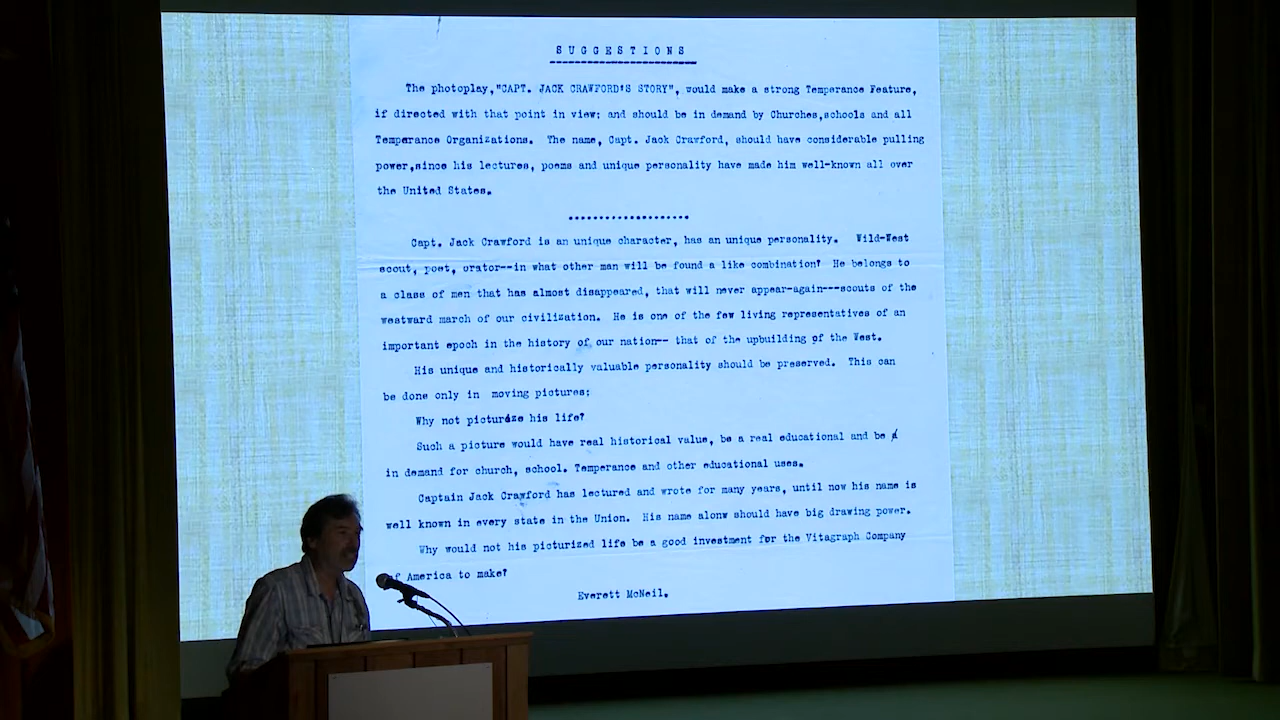 SUGGESTIONS
The photoplay,"CAPT. JACK CRAWFORD'S STORY", would make a strong Temperance Feature,
if directed with that point in view; and should be in demand by Churches,schools and all
Temperance Organizations. The name, Capt. Jack Crawford, should have considerable pulling
power,since his lectures, poems and unique personality have made him well-known all over
the United States.
Capt. Jack Crawford is an unique character, has an unique personality. Wild-West
scout, poet, orator--in what other man will be found a like combination? He belongs to
a class of men that has almost disappeared, that will never appear-again---scouts of the
westward march of our civilization. He is one of the few living representatives of an
important epoch in the history of our nation-- that of the upbuilding of the West.
His unique and historically valuable personality should be preserved. This can
be done only in moving pictures;
Why not picturize his life?
Such a picture would have real historical value, be a real educational and be
in demand for church, school. Temperance and other educational uses.
Captain Jack Crawford has lectured and wrote for many years, until now his name is
well known in every state in the Union. His name alonw should have big drawing power.
Why would not his picturized life be a good investment for the Vitagraph Company
of America to make?
Everett McNeil.